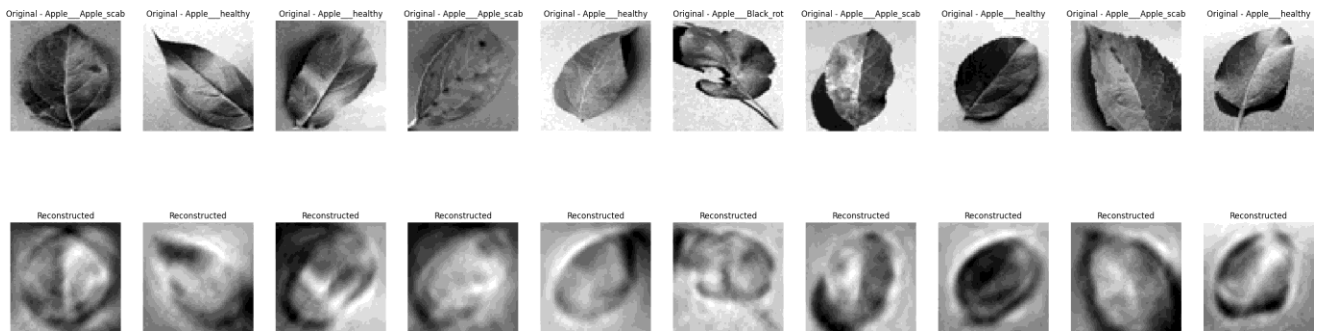 Original - Apple___Apple_scab
Original - Apple___healthy
Original - Apple___healthy
Original - Apple___Apple_scab
Original - Apple___healthy
Original - Apple___Black_rot
Original - Apple___Apple_scab
Original - Apple___healthy
Original - Apple___Apple_scab
Original - Apple___healthy
Reconstructed
Reconstructed
Reconstructed
Reconstructed
Reconstructed
Reconstructed
Reconstructed
Reconstructed
Reconstructed
Reconstructed